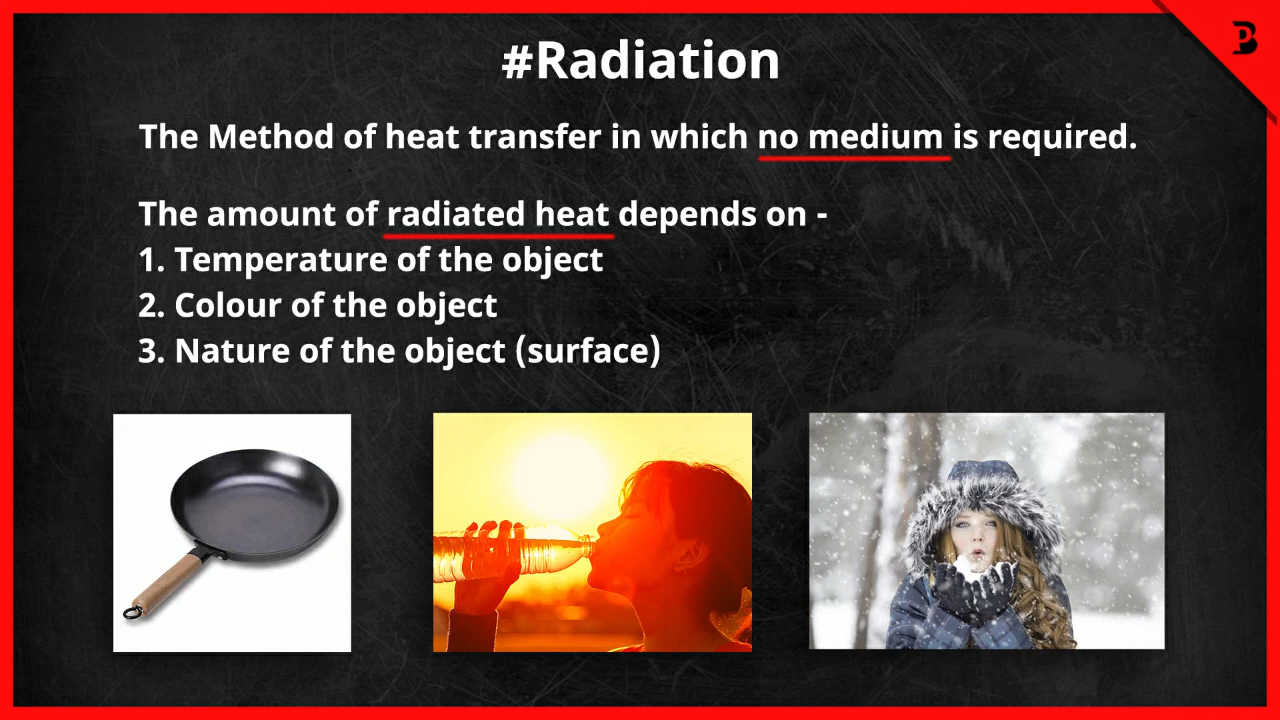 #Radiation
The Method of heat transfer in which no medium is required.
The amount of radiated heat depends on -
1. Temperature of the object
2. Colour of the object
3. Nature of the object (surface)